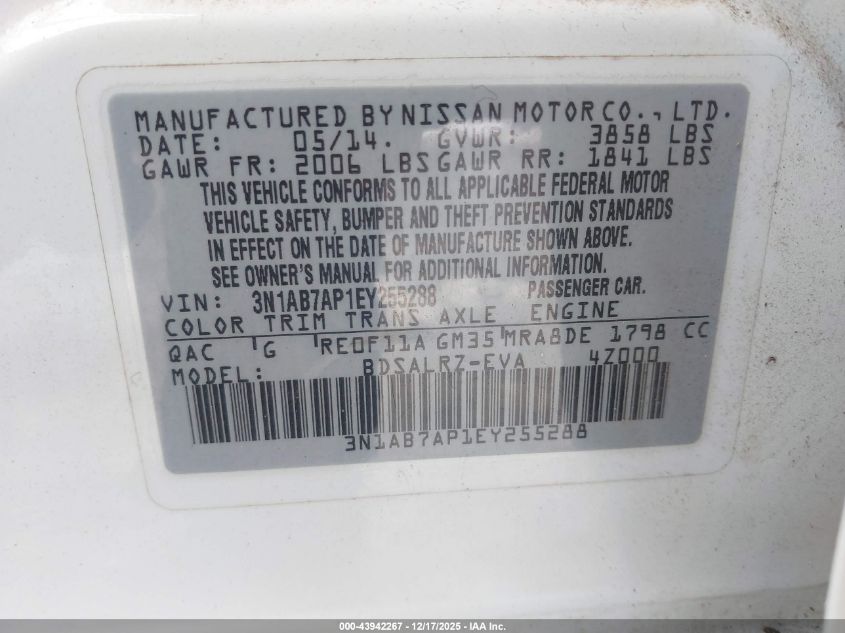 MANUFACTURED BY NISSAN MOTOR CO., LTD.
DATE: 05/14. GVWR: 3858 LBS
GAWR FR: 2006 LBS GAWR RR: 1841 LBS
THIS VEHICLE CONFORMS TO ALL APPLICABLE FEDERAL MOTOR
VEHICLE SAFETY, BUMPER AND THEFT PREVENTION STANDARDS
IN EFFECT ON THE DATE OF MANUFACTURE SHOWN ABOVE.
SEE OWNER'S MANUAL FOR ADDITIONAL INFORMATION.
VIN: 3N1AB7AP1EY255288 PASSENGER CAR.
COLOR TRIM TRANS AXLE ENGINE
QAC ' G ' RE0F11A GM35 ' MRA8DE 1798 CC
MODEL: BDSALRZ-EVA 4Z000
3N1AB7AP1EY255288
000-43942267 - 12/17/2025 - IAA Inc.